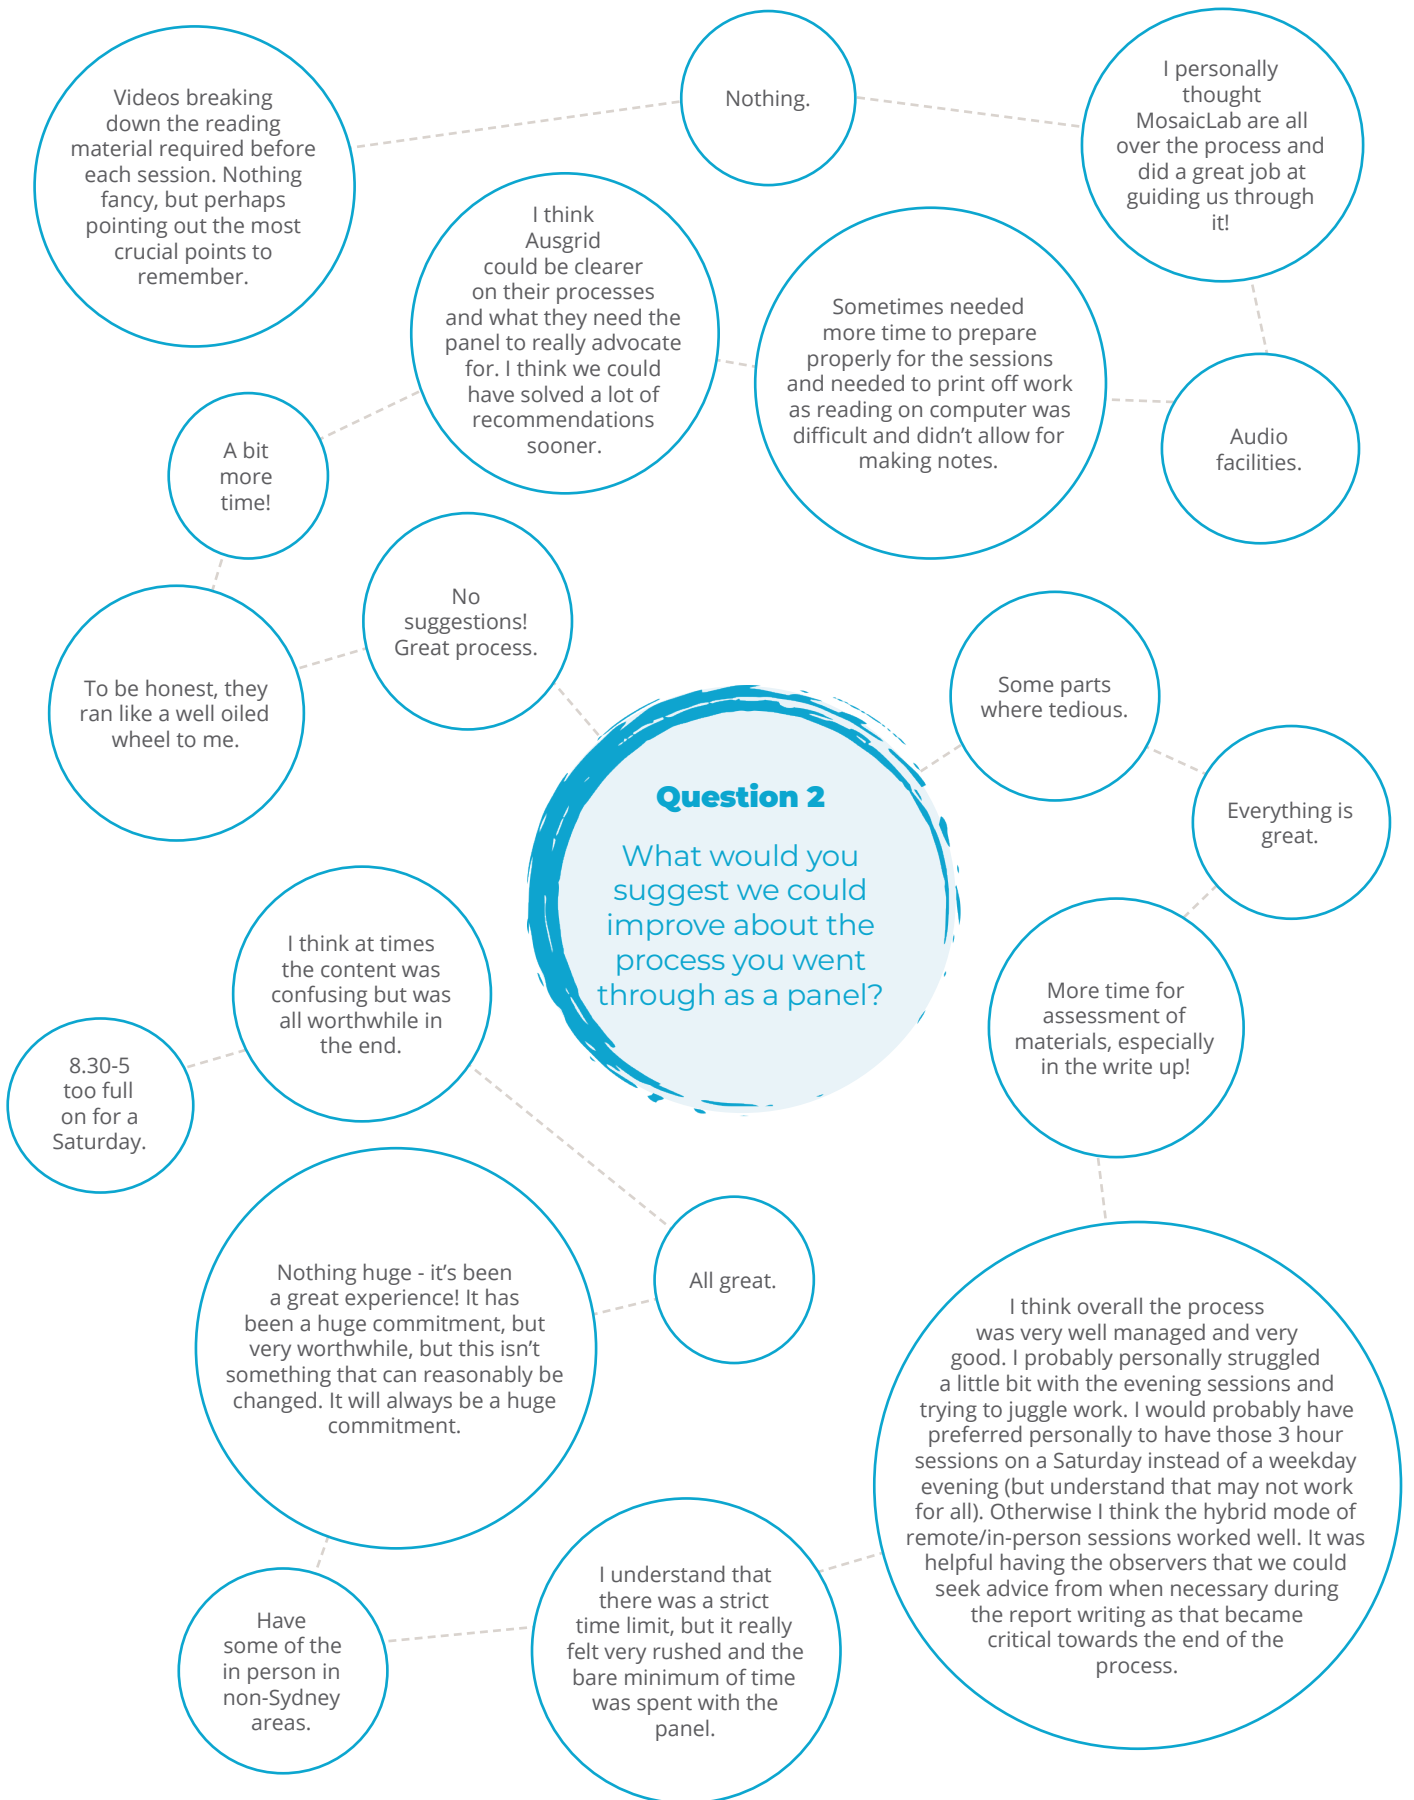 Videos breaking
down the reading
material required before
each session. Nothing
fancy, but perhaps
pointing out the most
crucial points to
remember.
Nothing.
I personally
thought
MosaicLab are all
over the process and
did a great job at
guiding us through
it!
I think
Ausgrid
could be clearer
on their processes
and what they need the
panel to really advocate
for. I think we could
have solved a lot of
recommendations
sooner.
Sometimes needed
more time to prepare
properly for the sessions
and needed to print off work
as reading on computer was
difficult and didn’t allow for
making notes.
Audio
facilities.
A bit
more
time!
To be honest, they
ran like a well oiled
wheel to me.
No
suggestions!
Great process.
Question 2
What would you
suggest we could
improve about the
process you went
through as a panel?
Some parts
where tedious.
Everything is
great.
More time for
assessment of
materials, especially
in the write up!
I think at times
the content was
confusing but was
all worthwhile in
the end.
8.30-5
too full
on for a
Saturday.
All great.
Nothing huge - it’s been
a great experience! It has
been a huge commitment, but
very worthwhile, but this isn’t
something that can reasonably be
changed. It will always be a huge
commitment.
I think overall the process
was very well managed and very
good. I probably personally struggled
a little bit with the evening sessions and
trying to juggle work. I would probably have
preferred personally to have those 3 hour
sessions on a Saturday instead of a weekday
evening (but understand that may not work
for all). Otherwise I think the hybrid mode of
remote/in-person sessions worked well. It was
helpful having the observers that we could
seek advice from when necessary during
the report writing as that became
critical towards the end of the
process.
Have
some of the
in person in
non-Sydney
areas.
I understand that
there was a strict
time limit, but it really
felt very rushed and the
bare minimum of time
was spent with the
panel.